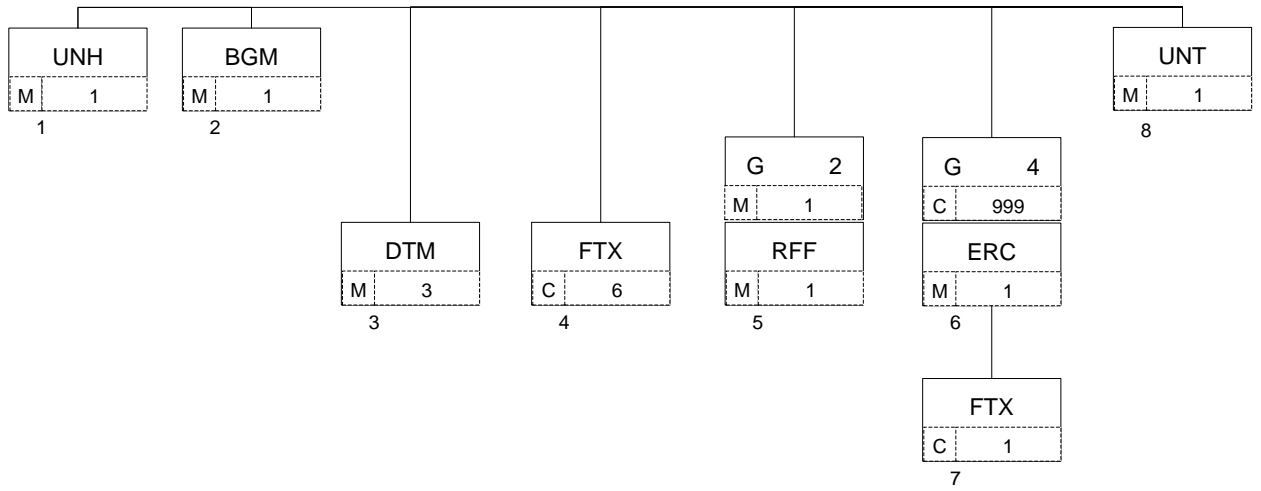 UNH
M 1
1
BGM
M 1
2
DTM
M 3
3
FTX
C 6
4
G 2
M 1
RFF
M 1
5
G 4
C 999
ERC
M 1
6
FTX
C 1
7
UNT
M 1
8